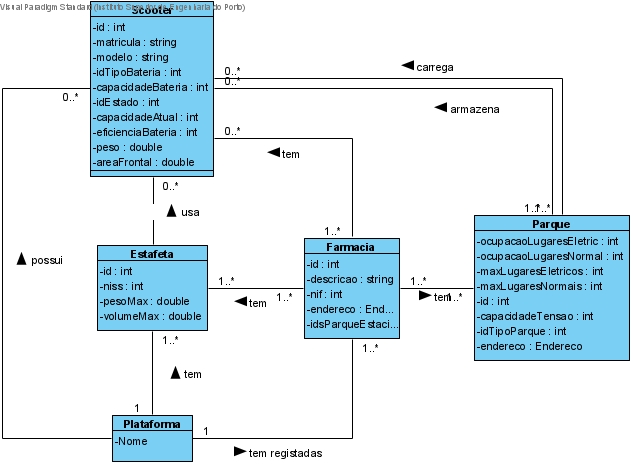 Visual Paradigm Standard (Instituto Superior de Engenharia do Porto)
Scooter
-id : int
-matricula : string
-modelo : string
-idTipoBateria : int
-capacidadeBateria : int
-idEstado : int
-capacidadeAtual : int
-eficienciaBateria : int
-peso : double
-areaFrontal : double
0..*
0..*
0..*
carrega
armazena
0..*
tem
0..*
usa
1..*
1..*
1..*
Parque
-ocupacaoLugaresEletric : int
-ocupacaoLugaresNormal : int
-maxLugaresEletricos : int
-maxLugaresNormais : int
-id : int
-capacidadeTensao : int
-idTipoParque : int
-endereco : Endereco
Farmacia
-id : int
-descricao : string
-nif : int
-endereco : End...
-idsParqueEstaci...
Estafeta
-id : int
-niss : int
-pesoMax : double
-volumeMax : double
possui
1..*
tem
1..*
1..*
tem
1..*
1..*
tem
1..*
1
Plataforma
-Nome
1
tem registadas